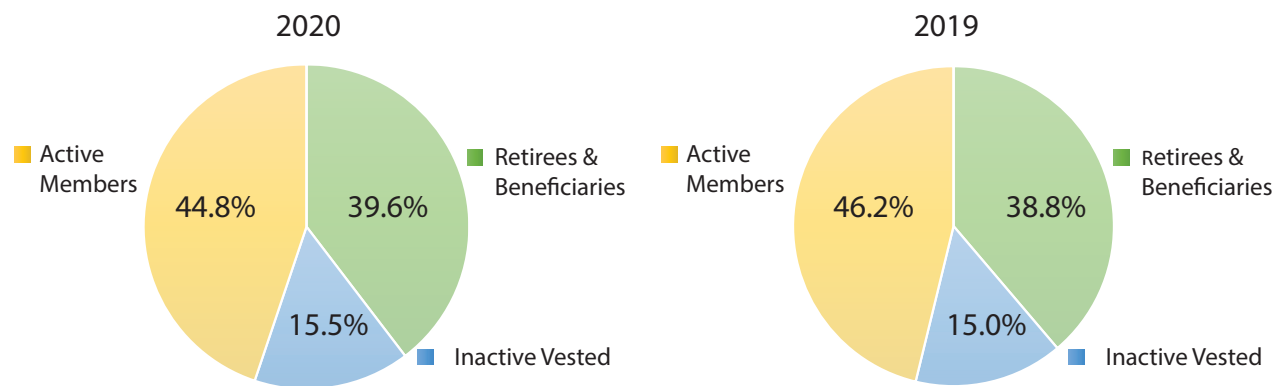 2020
Active
Members
44.8%
39.6%
Retirees &
Beneficiaries
15.5%
Inactive Vested
2019
Active
Members
46.2%
38.8%
Retirees &
Beneficiaries
15.0%
Inactive Vested